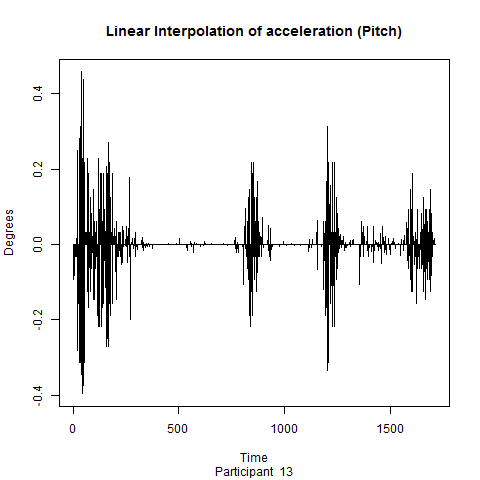 Linear Interpolation of acceleration (Pitch)
0.4
0.2
0.0
-0.2
-0.4
Degrees
0 500 1000 1500
Time
Participant 13